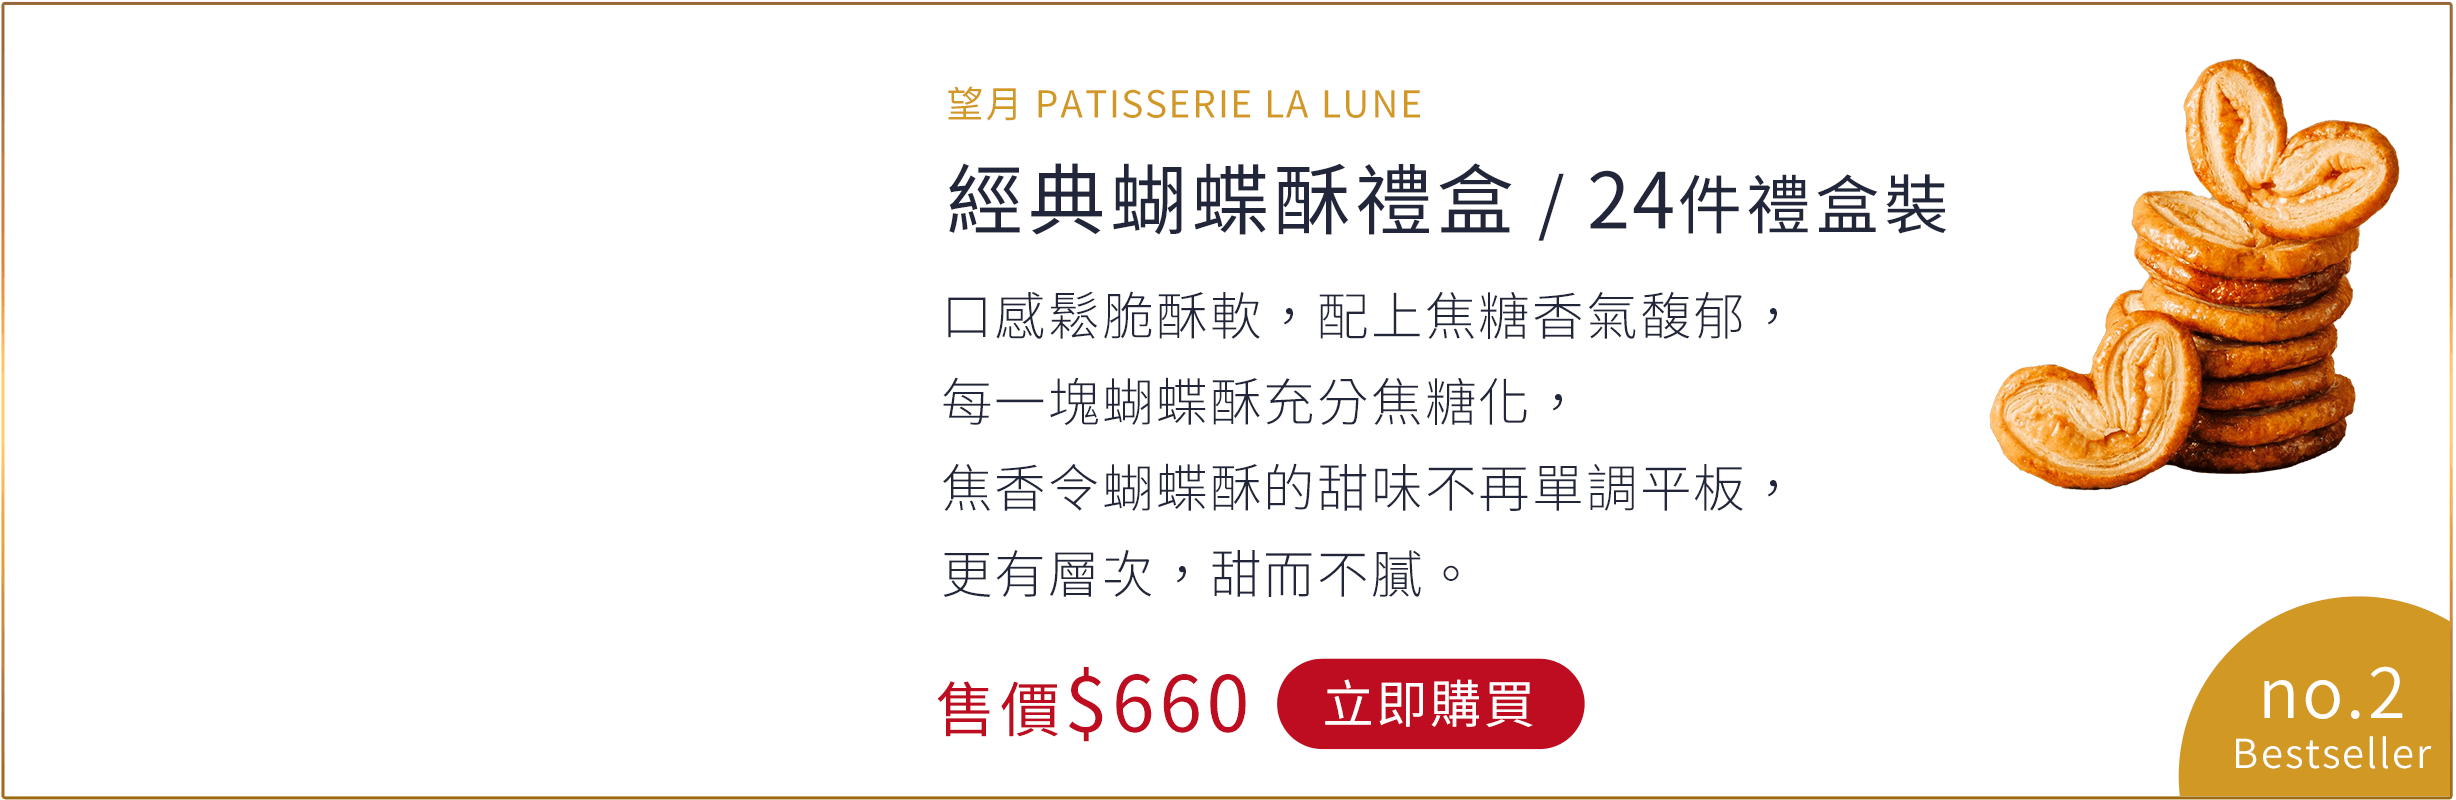 望月 PATISSERIE LA LUNE
經典蝴蝶酥禮盒 / 24件禮盒裝
口感鬆脆酥軟，配上焦糖香氣馥郁，
每一塊蝴蝶酥充分焦糖化，
焦香令蝴蝶酥的甜味不再單調平板，
更有層次，甜而不膩。
售價$660 立即購買
no.2
Bestseller